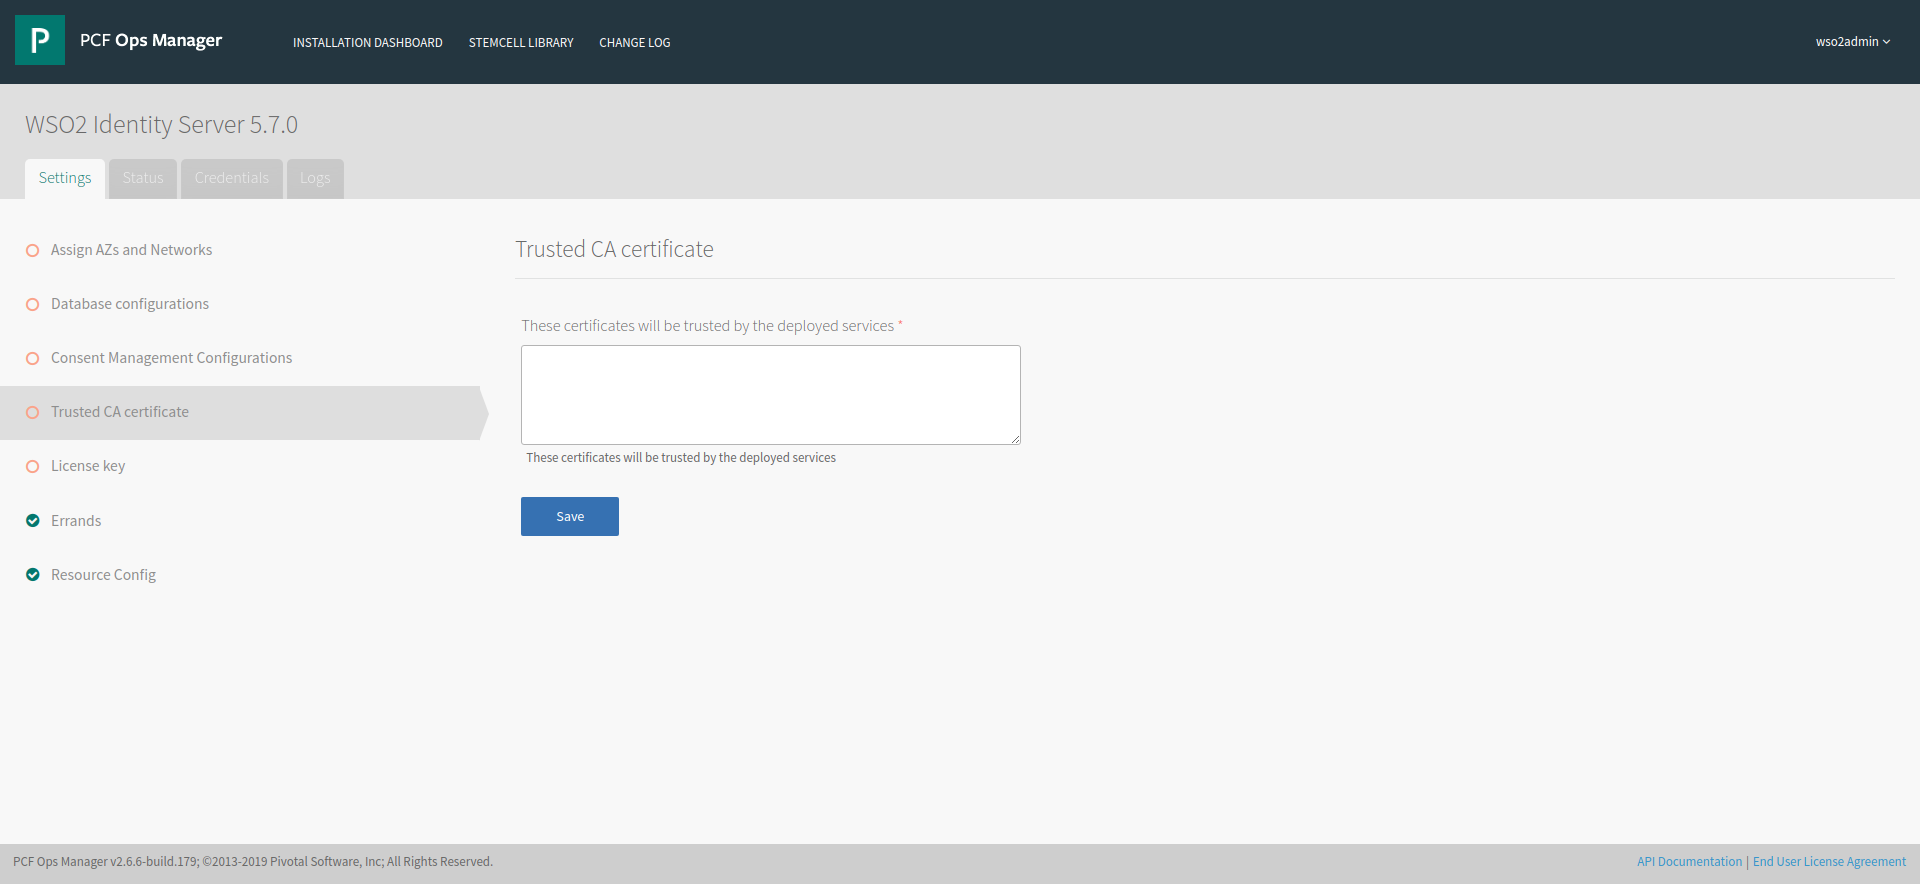 P PCF Ops Manager INSTALLATION DASHBOARD STEMCELL LIBRARY CHANGE LOG wso2admin
WSO2 Identity Server 5.7.0
Settings Status Credentials Logs
Assign AZs and Networks
Database configurations
Consent Management Configurations
Trusted CA certificate
License key
Errands
Resource Config
Trusted CA certificate
These certificates will be trusted by the deployed services *
These certificates will be trusted by the deployed services
Save
PCF Ops Manager v2.6.6-build.179; ©2013-2019 Pivotal Software, Inc; All Rights Reserved. API Documentation | End User License Agreement